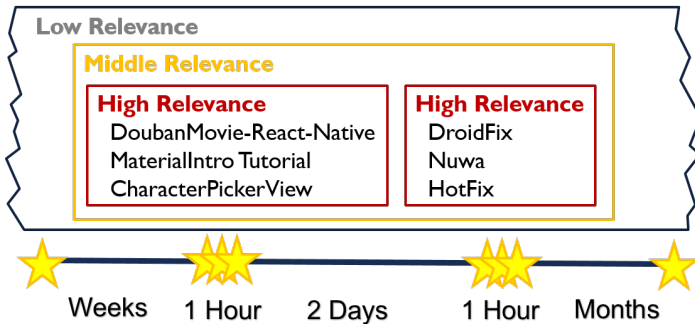 Low Relevance
Middle Relevance
High Relevance
DoubanMovie-React-Native
MaterialIntro Tutorial
CharacterPickerView
High Relevance
DroidFix
Nuwa
HotFix
Weeks 1 Hour 2 Days 1 Hour Months